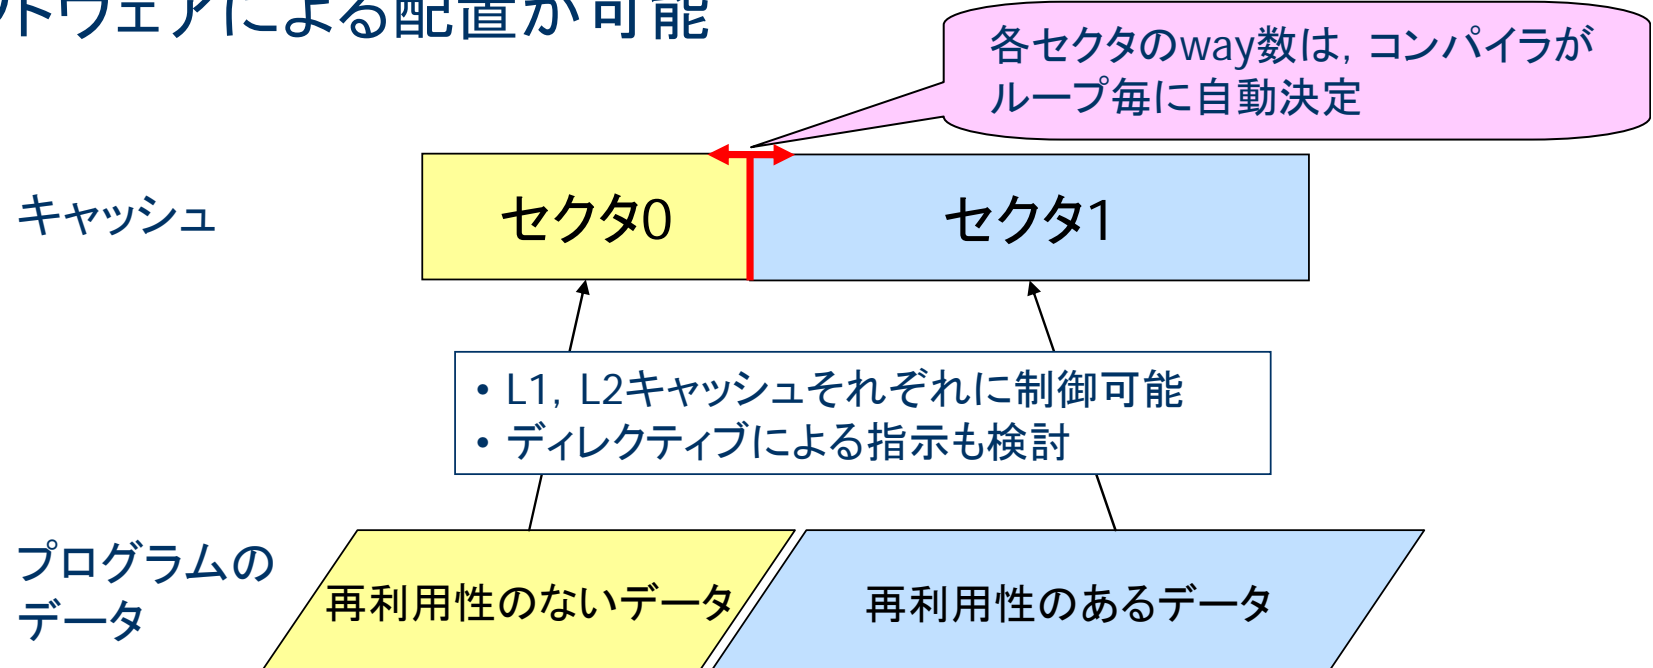 フトウェアによる配置が可能
各セクタのway数は, コンパイラが
ループ毎に自動決定
キャッシュ
セクタ0
セクタ1
• L1, L2キャッシュそれぞれに制御可能
• ディレクティブによる指示も検討
プログラムの
データ
再利用性のないデータ
再利用性のあるデータ